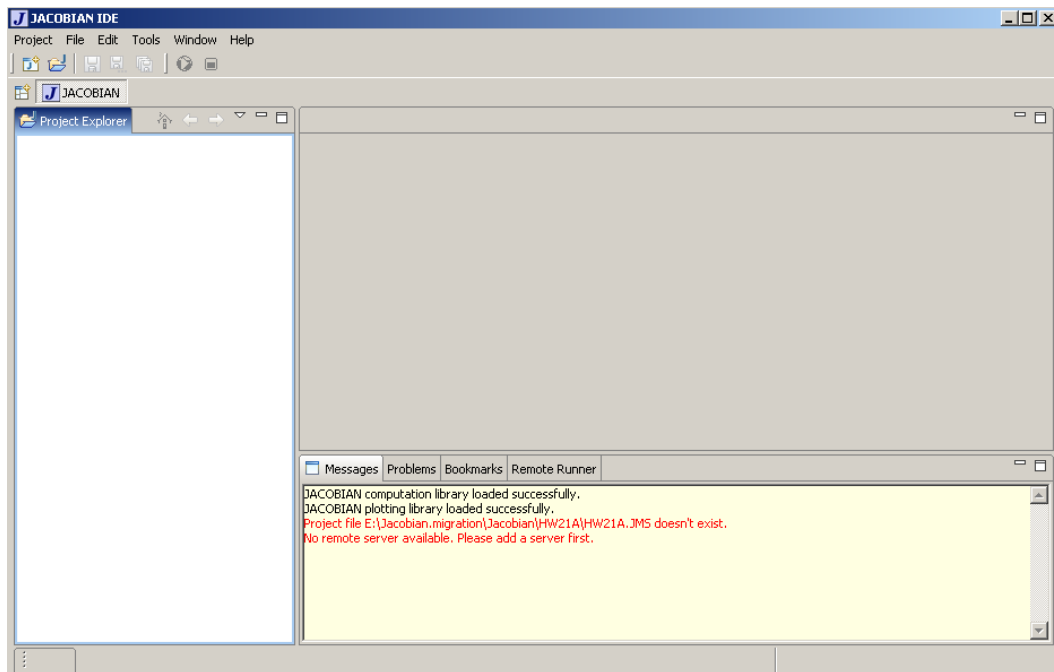 J JACOBIAN IDE
Project File Edit Tools Window Help
J JACOBIAN
Project Explorer
Messages Problems Bookmarks Remote Runner
JACOBIAN computation library loaded successfully.
JACOBIAN plotting library loaded successfully.
Project file E:\Jacobian.migration\Jacobian\HW21A\HW21A.JMS doesn't exist.
No remote server available. Please add a server first.